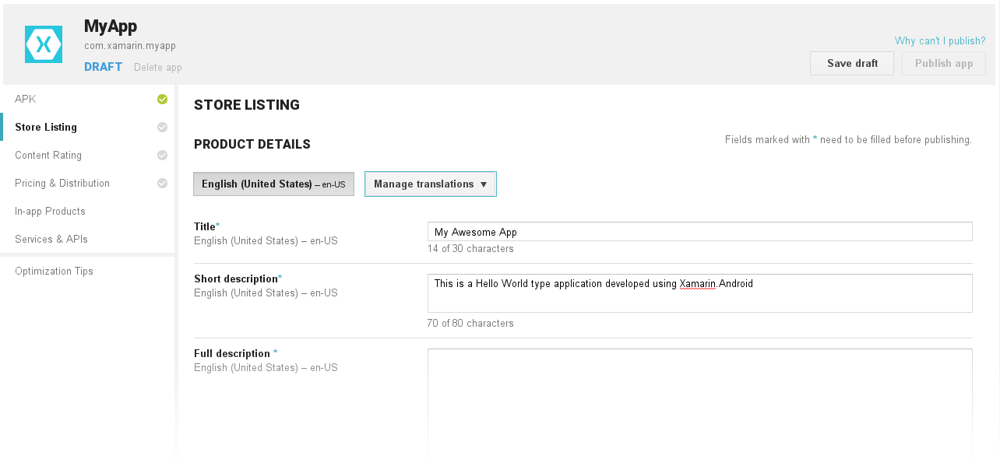 MyApp
com.xamarin.myapp
DRAFT Delete app
Why can't I publish?
Save draft Publish app
APK
Store Listing
Content Rating
Pricing & Distribution
In-app Products
Services & APIs
Optimization Tips
STORE LISTING
PRODUCT DETAILS
Fields marked with * need to be filled before publishing.
English (United States) – en-US Manage translations ▼
Title*
English (United States) – en-US
My Awesome App
14 of 30 characters
Short description*
English (United States) – en-US
This is a Hello World type application developed using Xamarin.Android
70 of 80 characters
Full description *
English (United States) – en-US